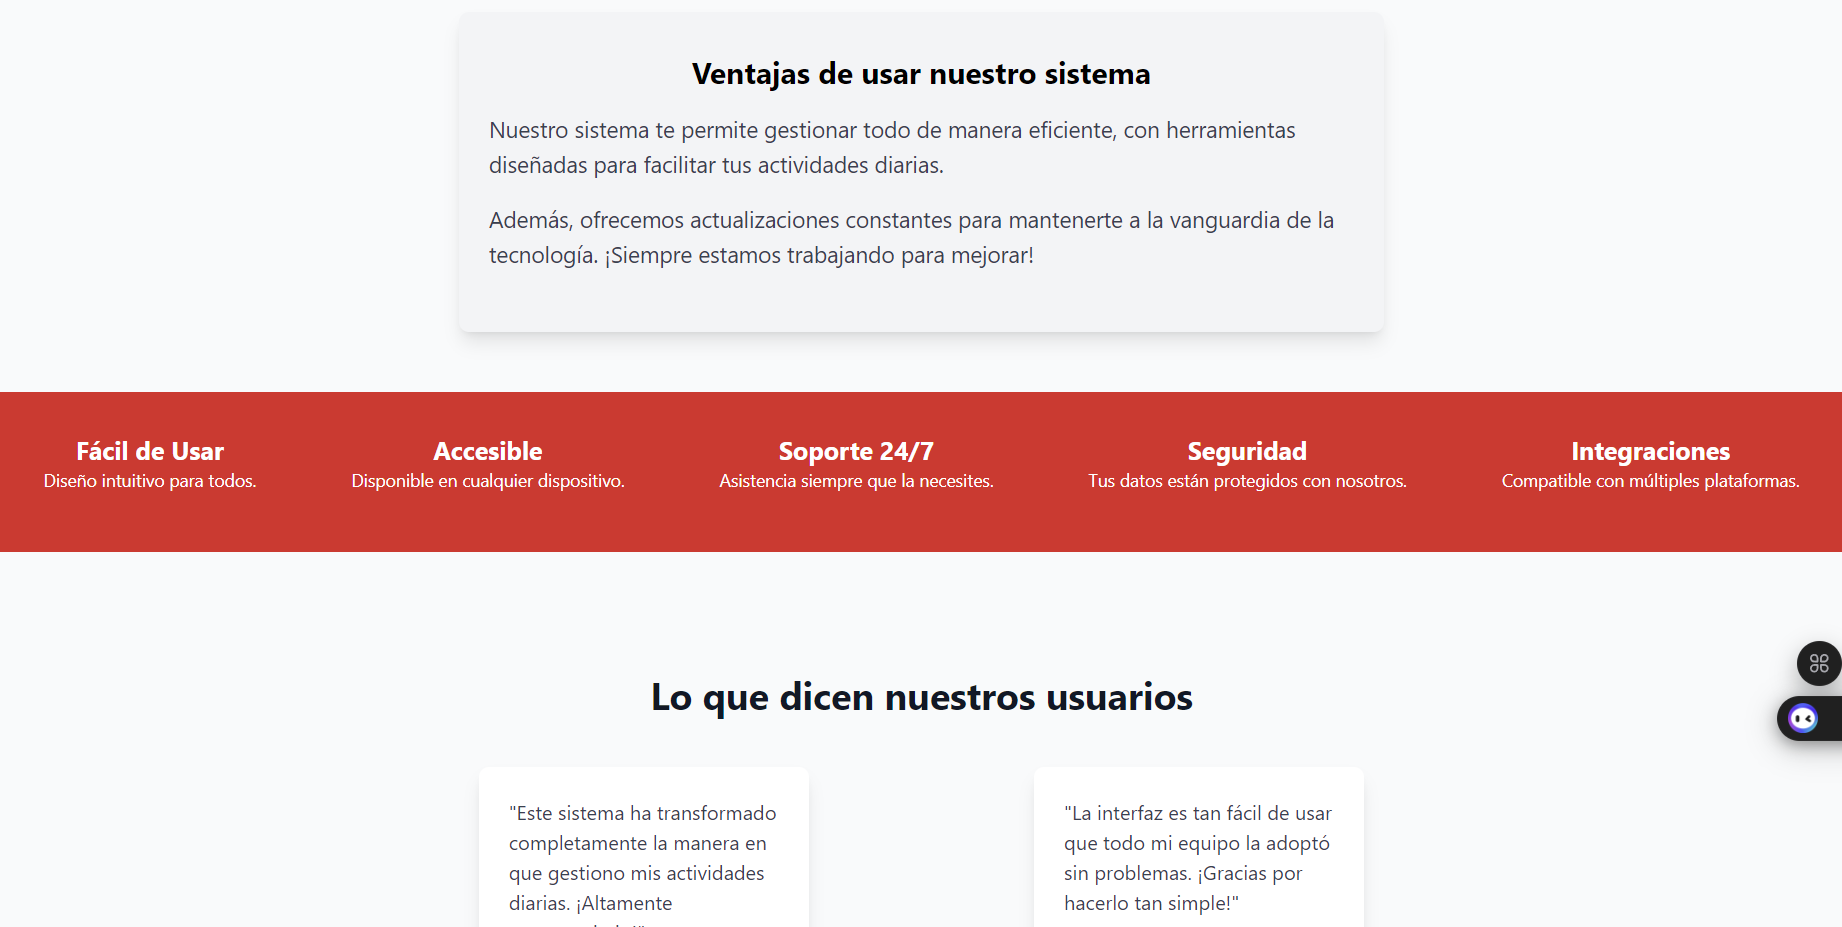 Ventajas de usar nuestro sistema
Nuestro sistema te permite gestionar todo de manera eficiente, con herramientas
diseñadas para facilitar tus actividades diarias.
Además, ofrecemos actualizaciones constantes para mantenerte a la vanguardia de la
tecnología. ¡Siempre estamos trabajando para mejorar!
Fácil de Usar
Diseño intuitivo para todos.
Accesible
Disponible en cualquier dispositivo.
Soporte 24/7
Asistencia siempre que la necesites.
Seguridad
Tus datos están protegidos con nosotros.
Integraciones
Compatible con múltiples plataformas.
Lo que dicen nuestros usuarios
"Este sistema ha transformado
completamente la manera en
que gestiono mis actividades
diarias. ¡Altamente
"La interfaz es tan fácil de usar
que todo mi equipo la adoptó
sin problemas. ¡Gracias por
hacerlo tan simple!"